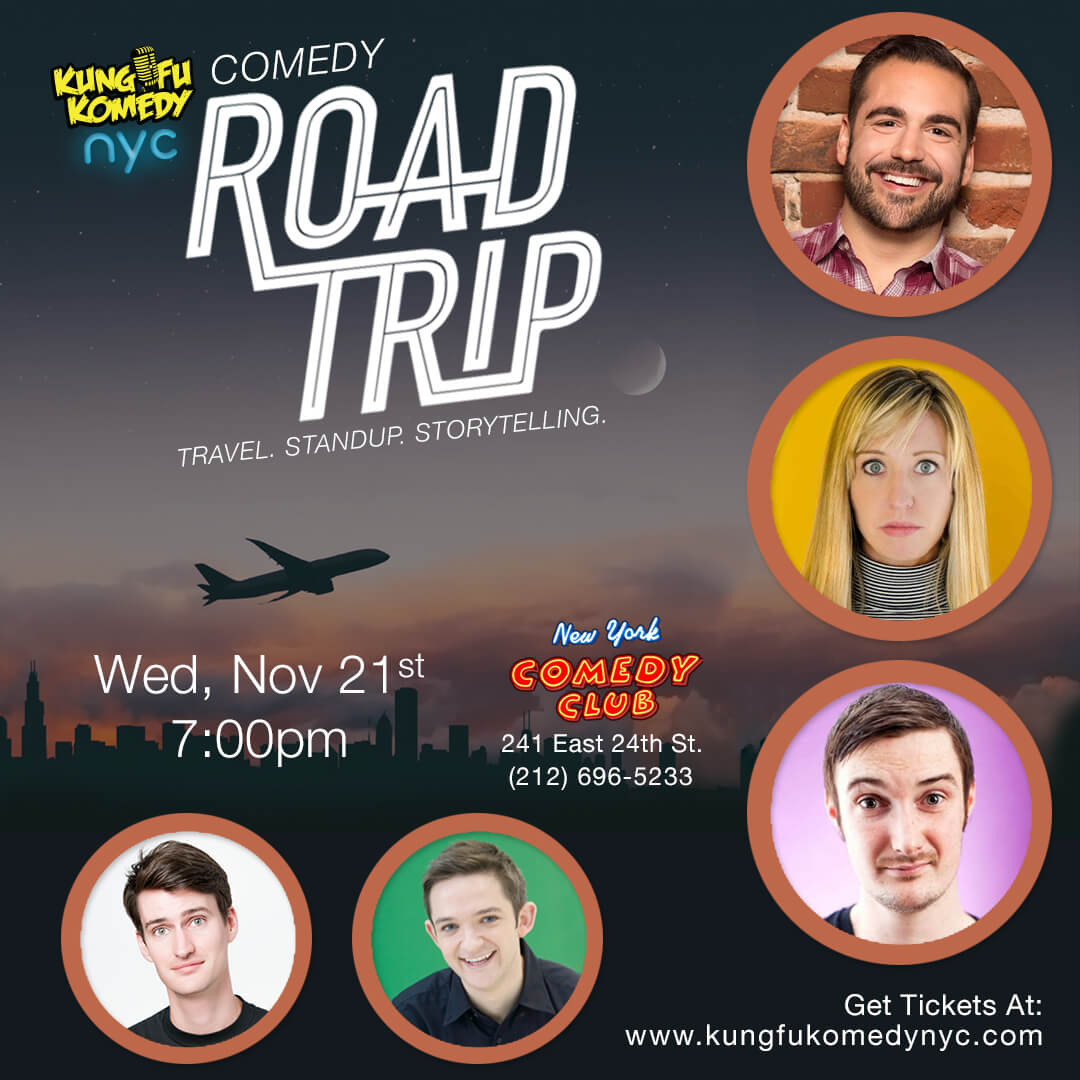 KUNG FU
KOMEDY
nyc
COMEDY
ROAD
TRIP
TRAVEL. STANDUP. STORYTELLING.
Wed, Nov 21st
7:00pm
New York
COMEDY
CLUB
241 East 24th St.
(212) 696-5233
Get Tickets At:
www.kungfukomedynyc.com